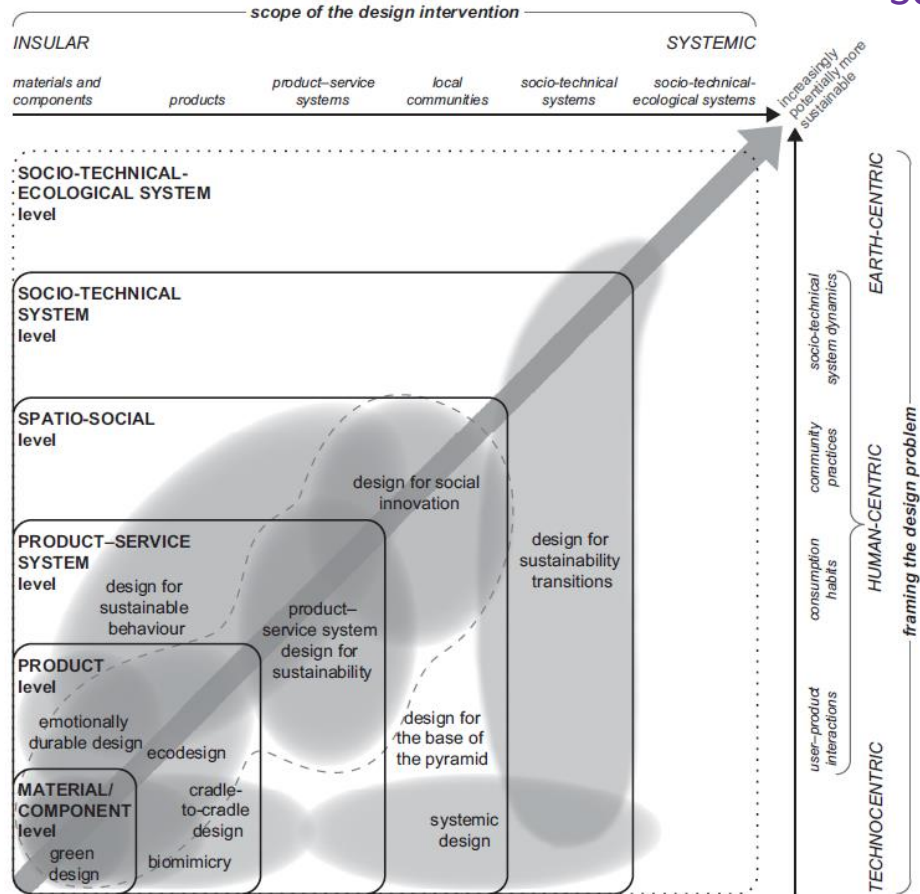 scope of the design intervention
INSULAR
SYSTEMIC
materials and
components
products
product–service
systems
local
communities
socio-technical
systems
socio-technical-
ecological systems
increasingly
potentially more
sustainable
SOCIO-TECHNICAL-
ECOLOGICAL SYSTEM
level
SOCIO-TECHNICAL
SYSTEM
level
SPATIO-SOCIAL
level
design for social
innovation
PRODUCT–SERVICE
SYSTEM
level
design for
sustainable
behaviour
product–
service system
design for
sustainability
design for
sustainability
transitions
PRODUCT
level
emotionally
durable design
ecodesign
design for
the base of
the pyramid
MATERIAL/
COMPONENT
level
green
design
cradle-
to-cradle
design
biomimicry
systemic
design
socio-technical
system dynamics
community
practices
consumption
habits
user–product
interactions
EARTH-CENTRIC
HUMAN-CENTRIC
TECHNOCENTRIC
framing the design problem